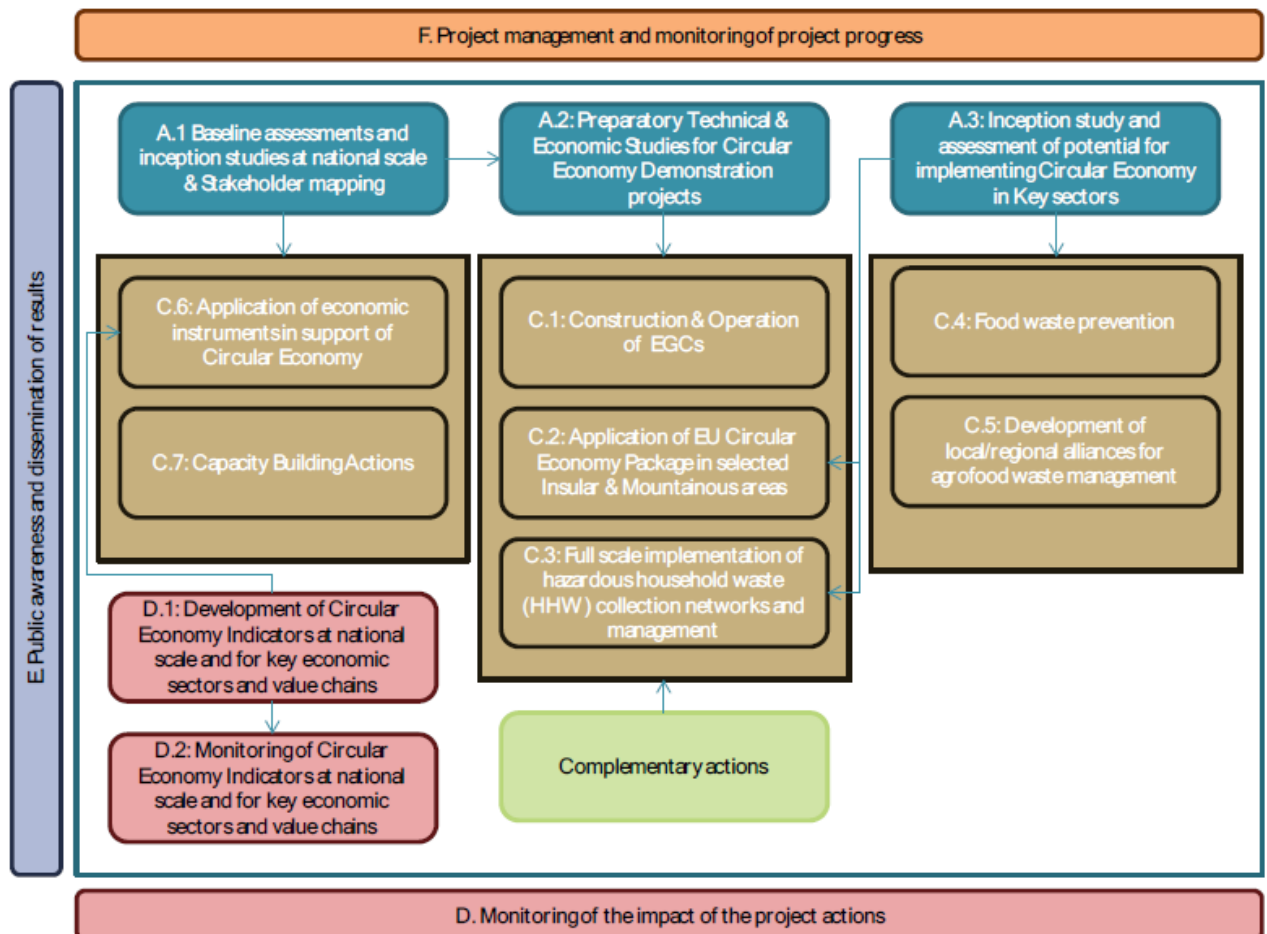 F. Project management and monitoring of project progress
E. Public awareness and dissemination of results
A.1 Baseline assessments and
inception studies at national scale
& Stakeholder mapping
A.2: Preparatory Technical &
Economic Studies for Circular
Economy Demonstration
projects
A.3: Inception study and
assessment of potential for
implementing Circular Economy
in Key sectors
C.6: Application of economic
instruments in support of
Circular Economy
C.7: Capacity Building Actions
C.1: Construction & Operation
of EGCs
C.2: Application of EU Circular
Economy Package in selected
Insular & Mountainous areas
C.3: Full scale implementation of
hazardous household waste
(HHW) collection networks and
management
C.4: Food waste prevention
C.5: Development of
local/regional alliances for
agrofood waste management
D.1: Development of Circular
Economy Indicators at national
scale and for key economic
sectors and value chains
D.2: Monitoring of Circular
Economy Indicators at national
scale and for key economic
sectors and value chains
Complementary actions
D. Monitoring of the impact of the project actions